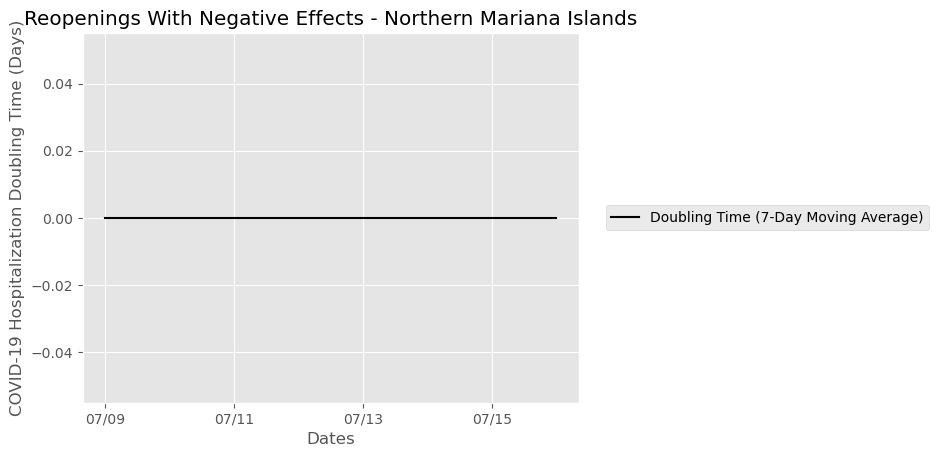 Reopenings With Negative Effects - Northern Mariana Islands
COVID-19 Hospitalization Doubling Time (Days)
0.04
0.02
0.00
−0.02
−0.04
07/09
07/11
07/13
07/15
Dates
Doubling Time (7-Day Moving Average)